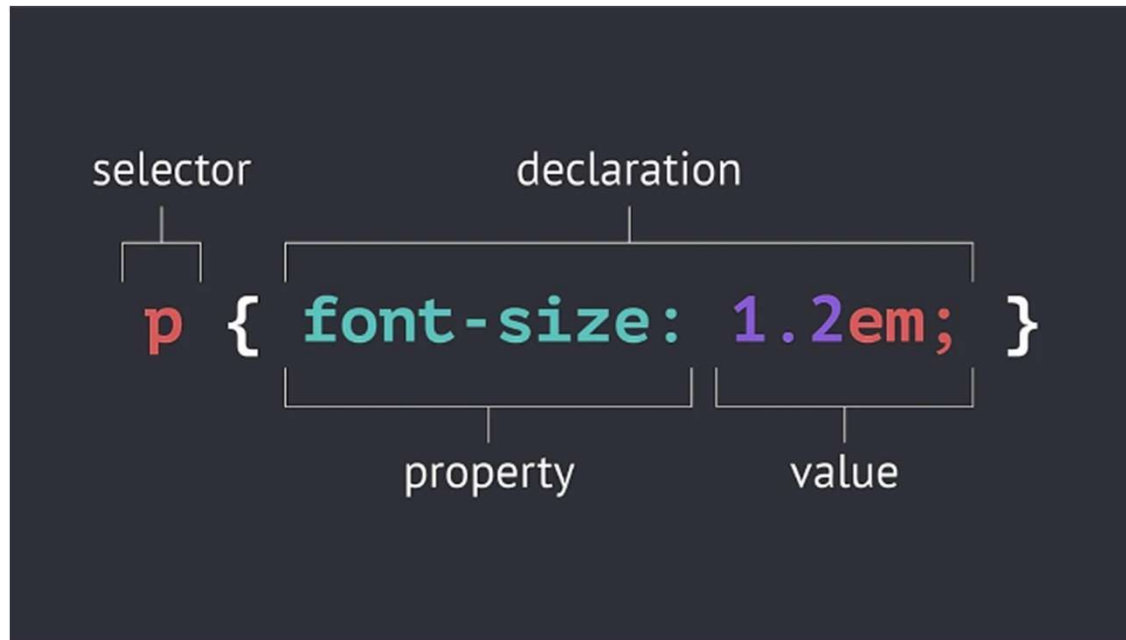 selector declaration
p { font-size: 1.2em; }
property value